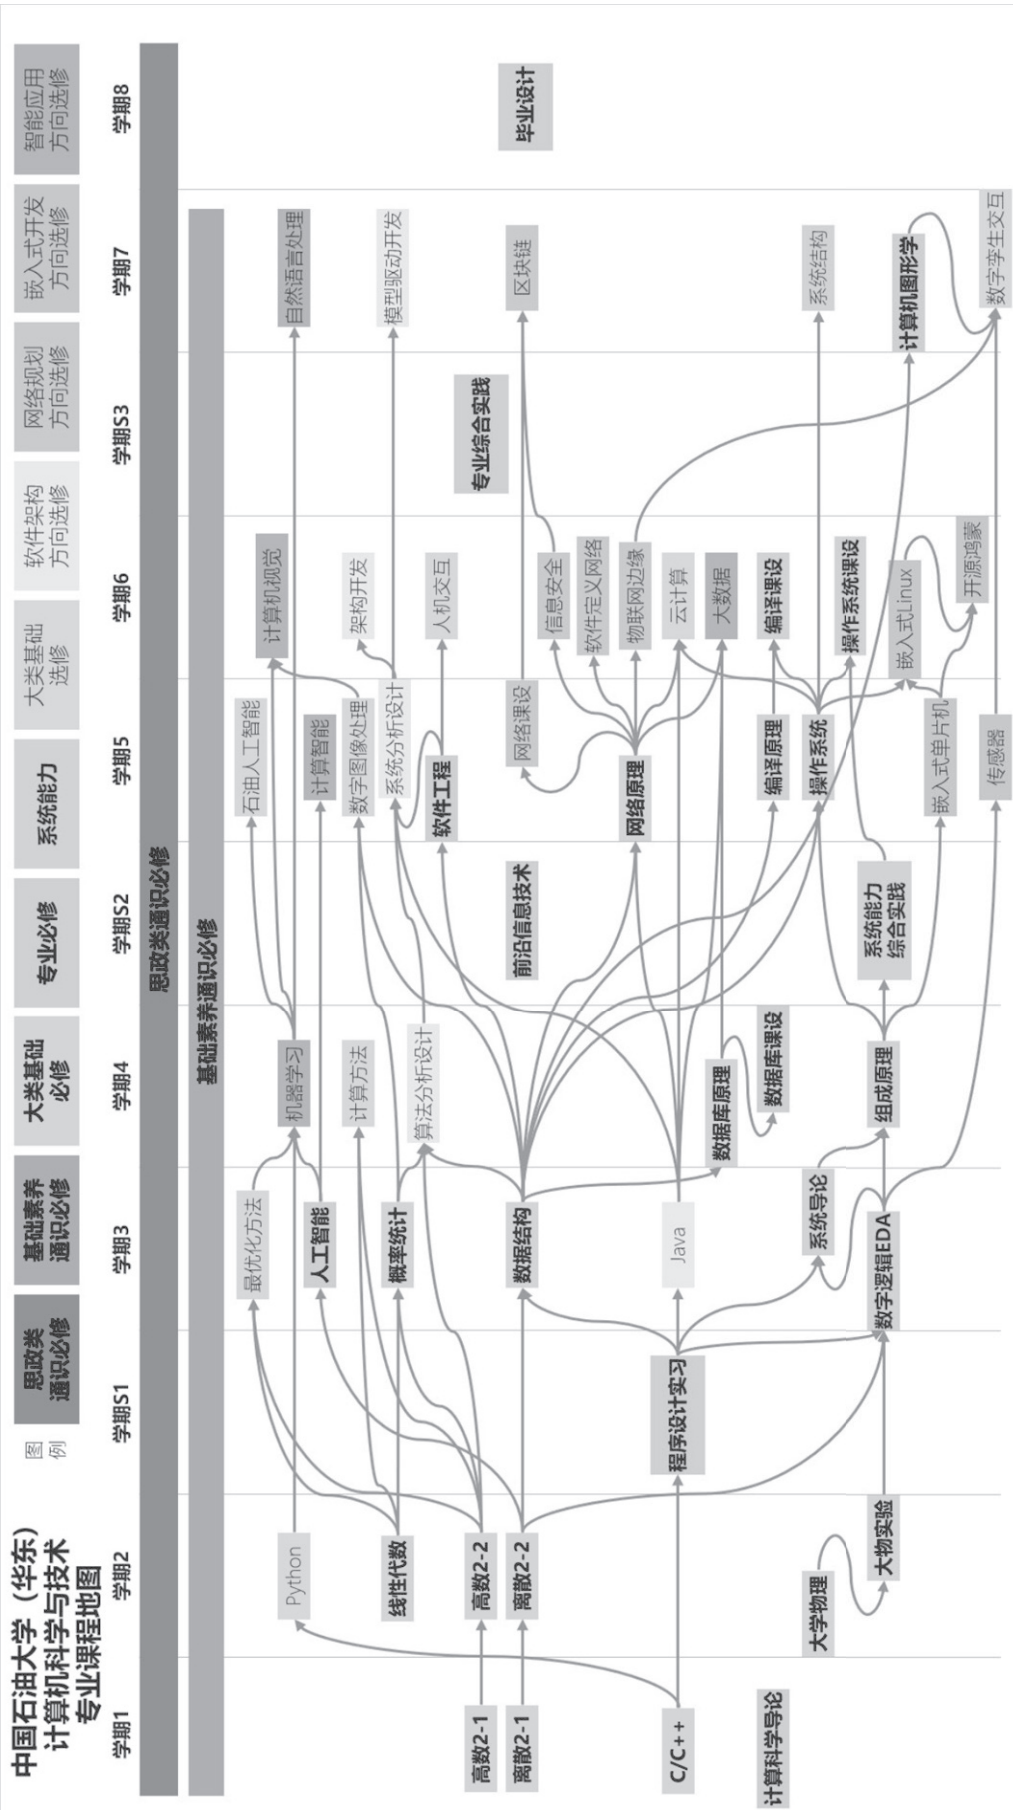 中国石油大学（华东）
计算机科学与技术
专业课程地图
图
例
思政类
通识必修
基础素养
通识必修
大类基础
必修
专业必修
系统能力
大类基础
选修
软件架构
方向选修
网络规划
方向选修
嵌入式开发
方向选修
智能应用
方向选修
学期1
学期2
学期S1
学期3
学期4
学期S2
学期5
学期6
学期S3
学期7
学期8
思政类通识必修
基础素养通识必修
高数2-1
离散2-1
C/C++
计算科学导论
Python
线性代数
高数2-2
离散2-2
大学物理
大物实验
程序设计实习
最优化方法
人工智能
概率统计
数据结构
Java
系统导论
数字逻辑EDA
机器学习
计算方法
算法分析设计
数据库原理
数据库课设
组成原理
前沿信息技术
系统能力
综合实践
石油人工智能
计算智能
数字图像处理
系统分析设计
软件工程
网络课设
网络原理
编译原理
操作系统
嵌入式单片机
传感器
计算机视觉
架构开发
人机交互
信息安全
软件定义网络
物联网边缘
云计算
大数据
编译课设
操作系统课设
嵌入式Linux
开源鸿蒙
专业综合实践
自然语言处理
模型驱动开发
区块链
系统结构
计算机图形学
数字孪生交互
毕业设计